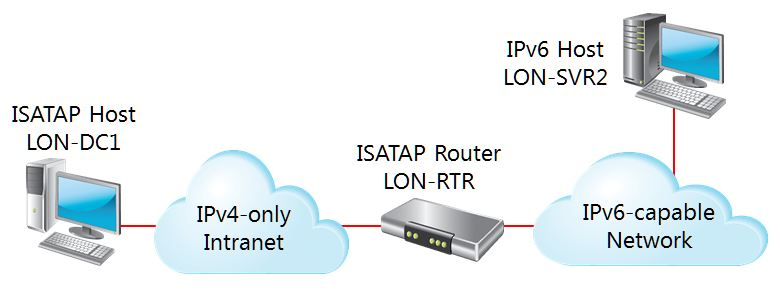 ISATAP Host
LON-DC1
IPv4-only
Intranet
ISATAP Router
LON-RTR
IPv6 Host
LON-SVR2
IPv6-capable
Network